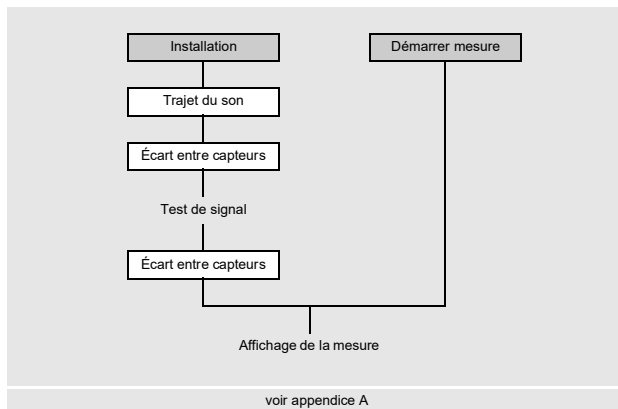 Installation
Démarrer mesure
Trajet du son
Écart entre capteurs
Test de signal
Écart entre capteurs
Affichage de la mesure
voir appendice A